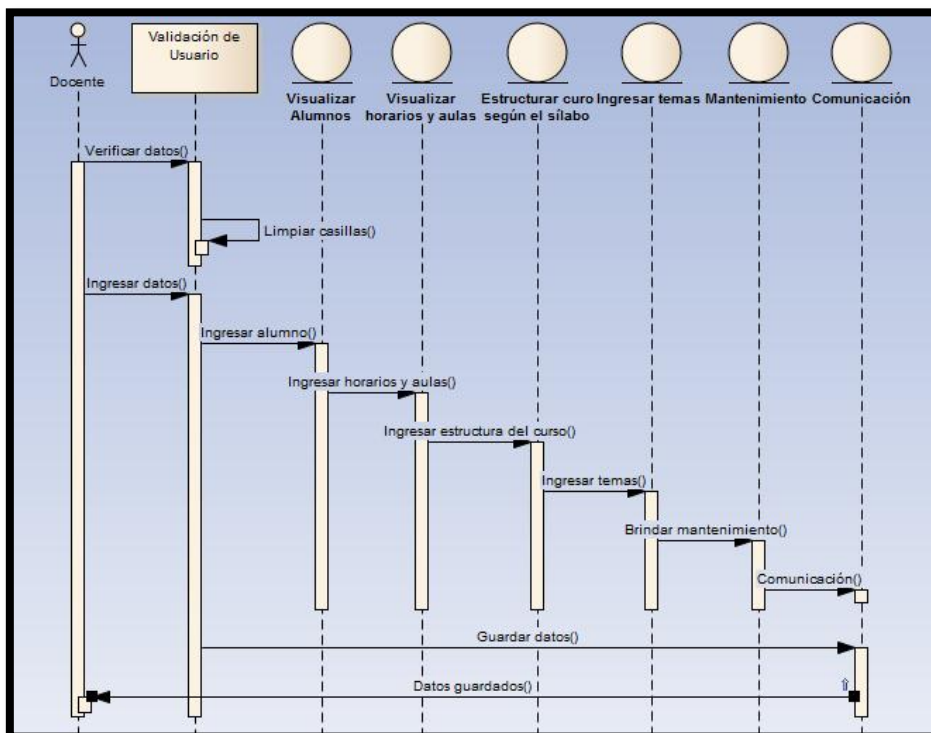 Validación de
Usuario
Docente
Visualizar
Alumnos
Visualizar
horarios y aulas
Estructurar curo
según el sílabo
Ingresar temas
Mantenimiento
Comunicación
Verificar datos()
Limpiar casillas()
Ingresar datos()
Ingresar alumno()
Ingresar horarios y aulas()
Ingresar estructura del curso()
Ingresar temas()
Brindar mantenimiento()
Comunicación()
Guardar datos()
Datos guardados()